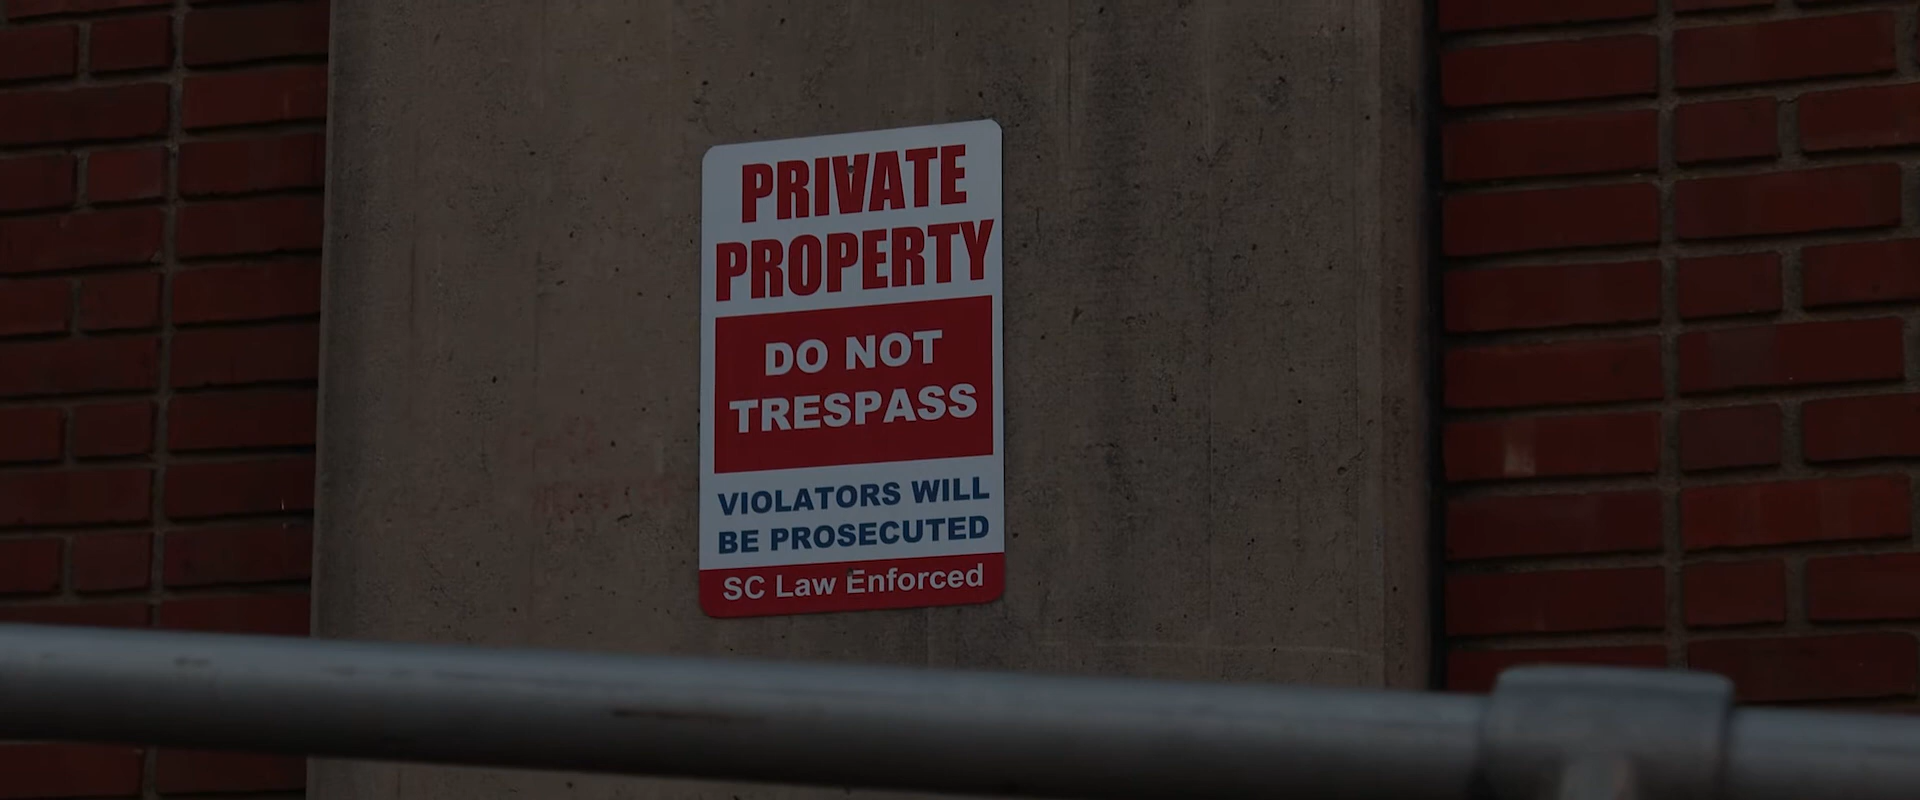 PRIVATE
PROPERTY
DO NOT
TRESPASS
VIOLATORS WILL
BE PROSECUTED
SC Law Enforced